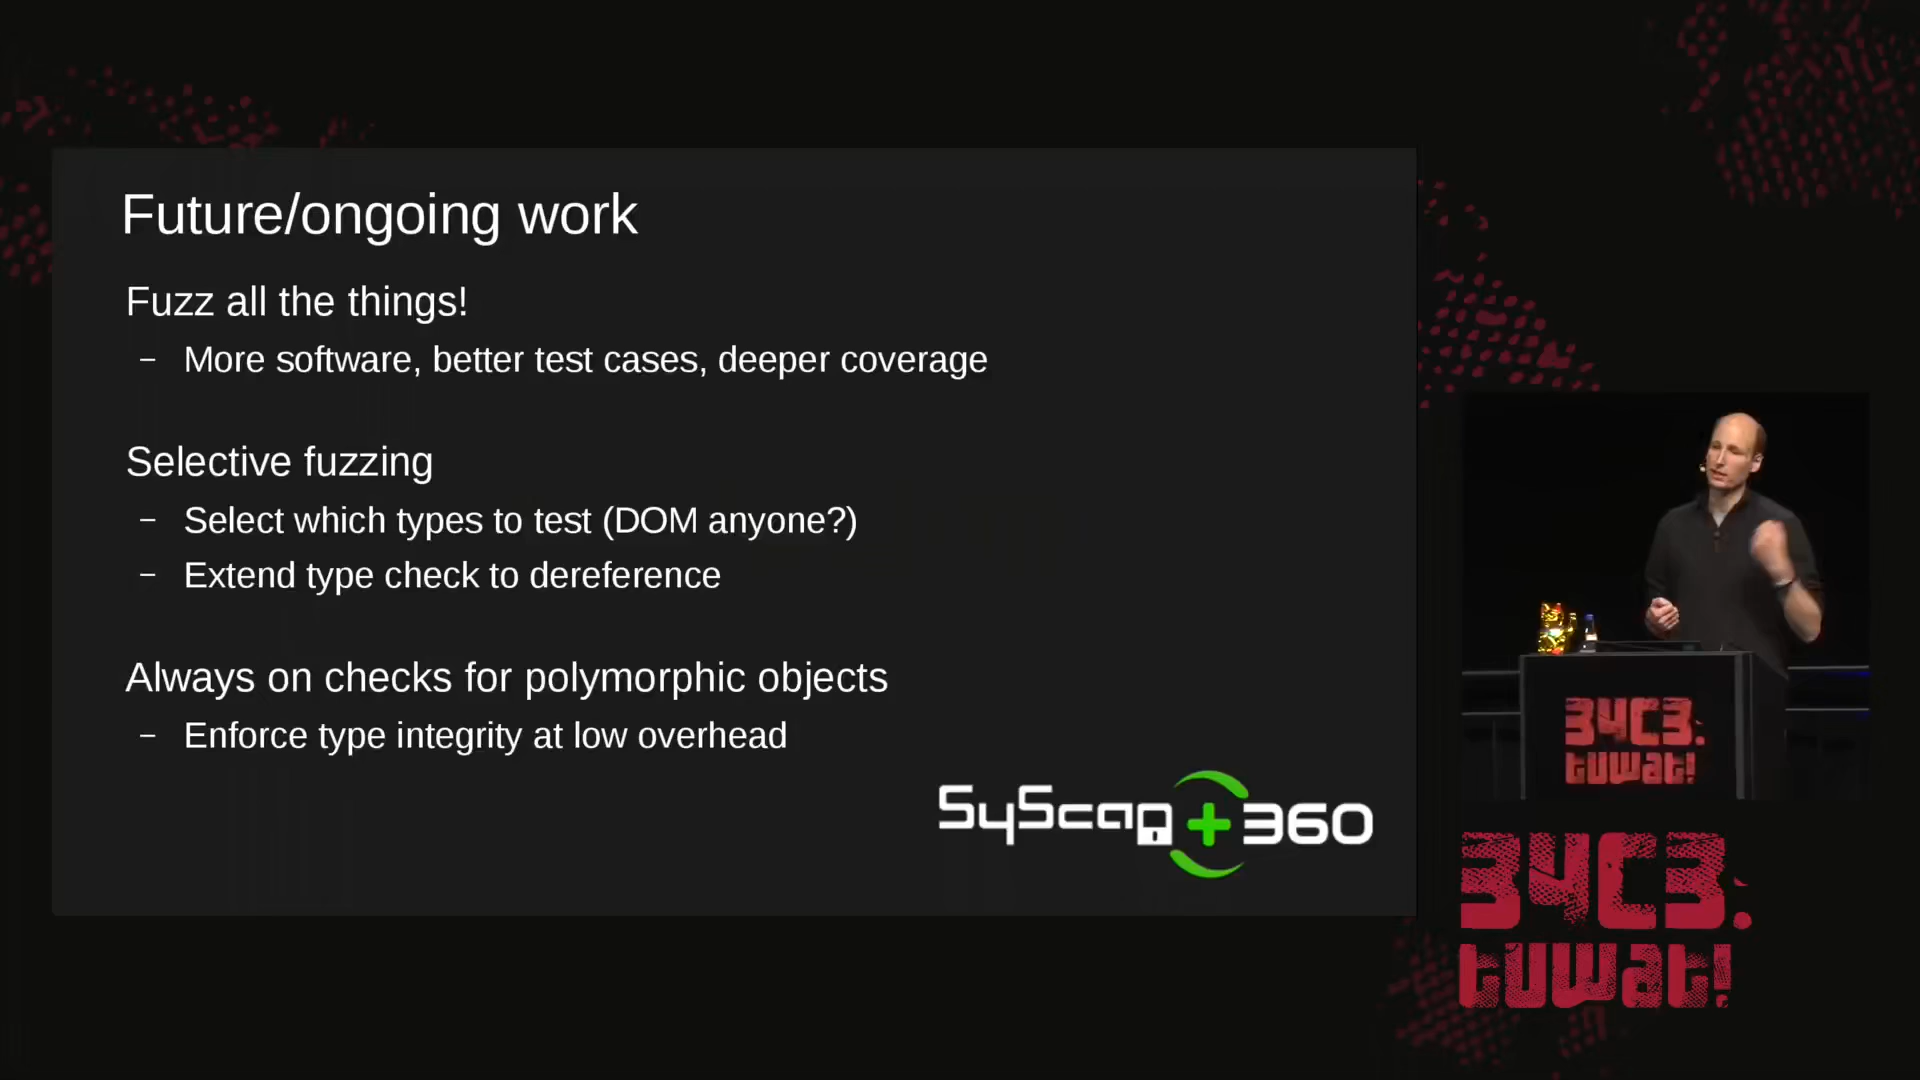 Future/ongoing work
Fuzz all the things!
– More software, better test cases, deeper coverage
Selective fuzzing
– Select which types to test (DOM anyone?)
– Extend type check to dereference
Always on checks for polymorphic objects
– Enforce type integrity at low overhead
SyScan+360
34C3.
tuwat!
34C3.
tuwat!